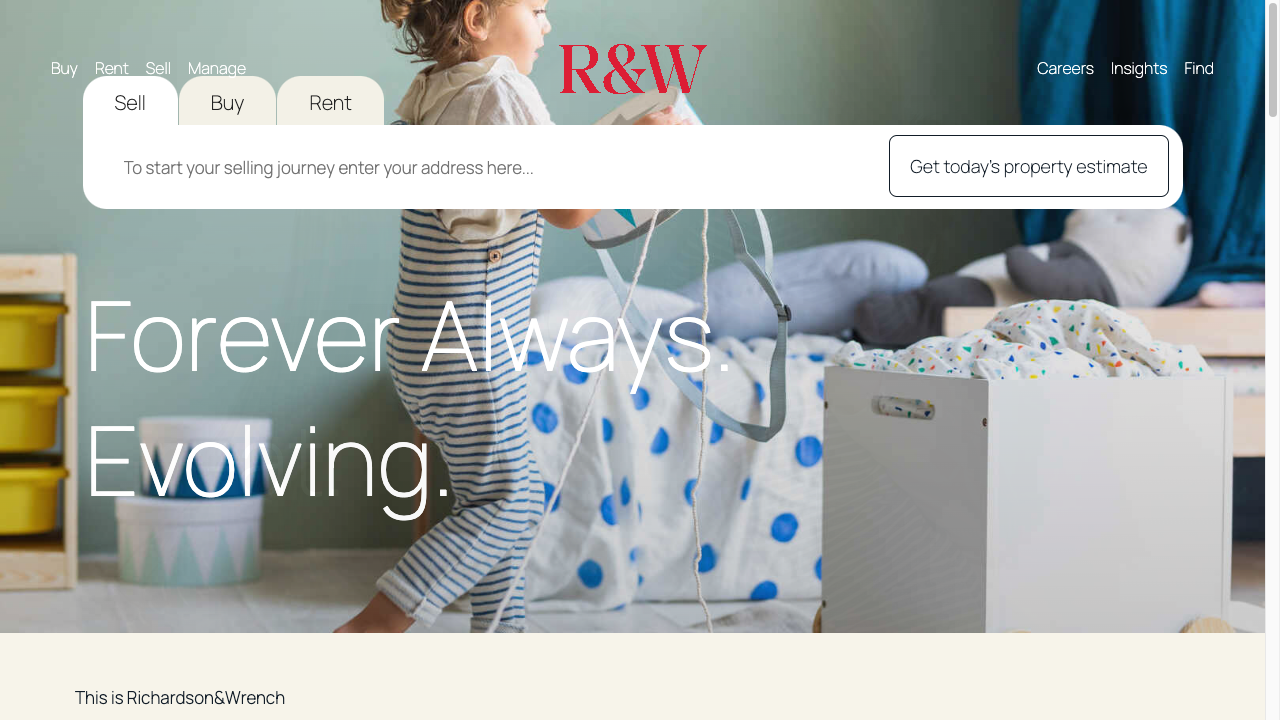 Buy Rent Sell Manage
R&W
Careers Insights Find
Sell Buy Rent
To start your selling journey enter your address here...
Get today's property estimate
Forever Always.
Evolving.
This is Richardson&Wrench